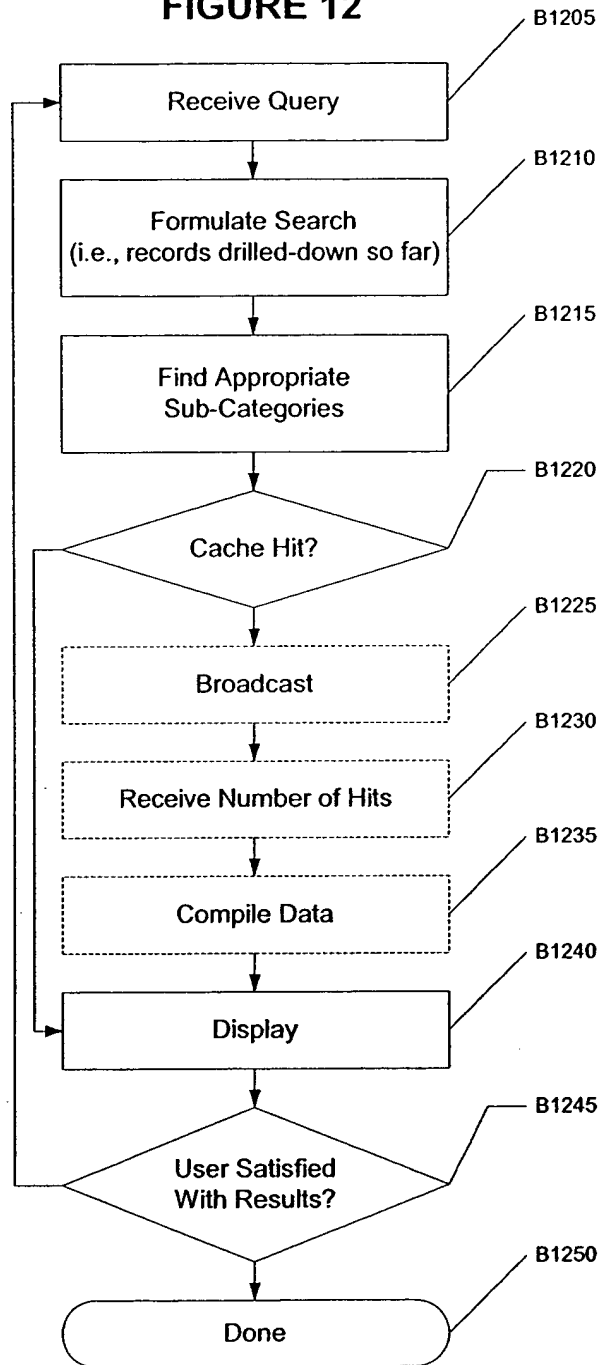 FIGURE 12
B1205
Receive Query
B1210
Formulate Search
(i.e., records drilled-down so far)
B1215
Find Appropriate
Sub-Categories
B1220
Cache Hit?
B1225
Broadcast
B1230
Receive Number of Hits
B1235
Compile Data
B1240
Display
B1245
User Satisfied
With Results?
B1250
Done